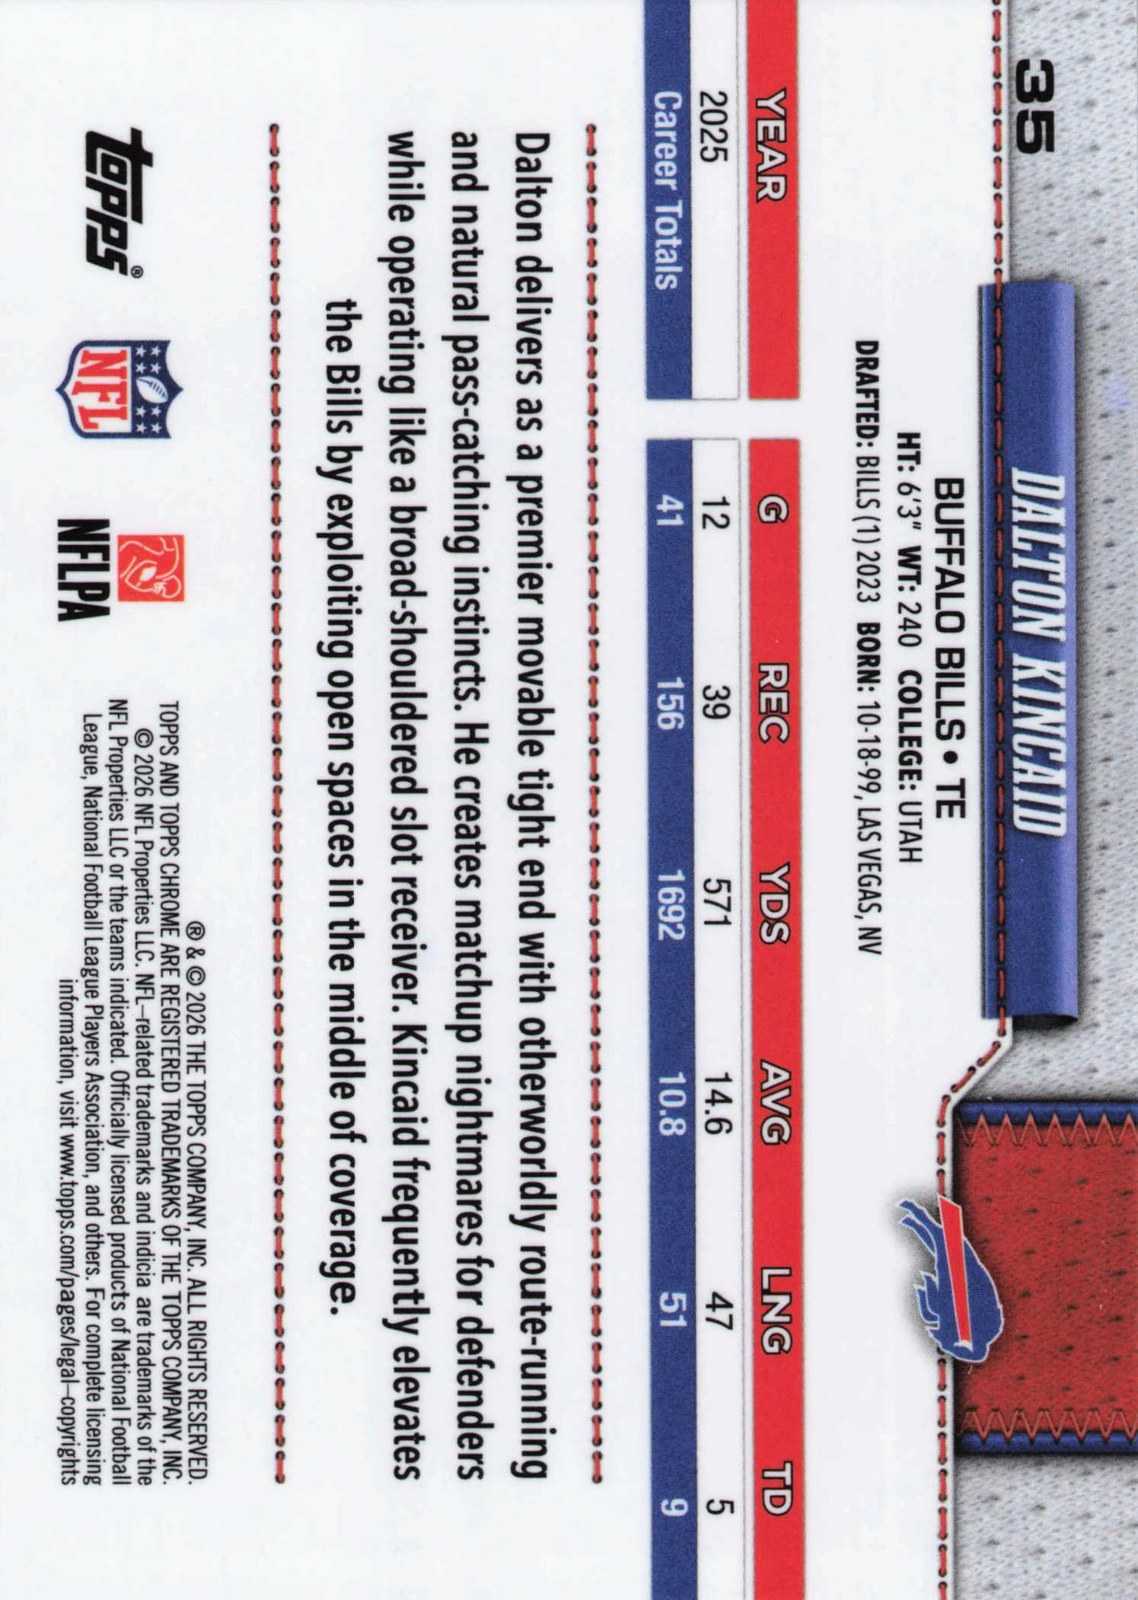 35
DALTON KINCAID
BUFFALO BILLS • TE
HT: 6'3" WT: 240 COLLEGE: UTAH
DRAFTED: BILLS (1) 2023 BORN: 10-18-99, LAS VEGAS, NV
YEAR G REC YDS AVG LNG TD
2025 12 39 571 14.6 47 5
Career Totals 41 156 1692 10.8 51 9
Dalton delivers as a premier movable tight end with otherworldly route-running
and natural pass-catching instincts. He creates matchup nightmares for defenders
while operating like a broad-shouldered slot receiver. Kincaid frequently elevates
the Bills by exploiting open spaces in the middle of coverage.
topps®
NFL
NFLPA
® & © 2026 THE TOPPS COMPANY, INC. ALL RIGHTS RESERVED.
TOPPS AND TOPPS CHROME ARE REGISTERED TRADEMARKS OF THE TOPPS COMPANY, INC.
© 2026 NFL Properties LLC. NFL-related trademarks and indicia are trademarks of the
NFL Properties LLC or the teams indicated. Officially licensed products of National Football
League, National Football League Players Association, and others. For complete licensing
information, visit www.topps.com/pages/legal-copyrights